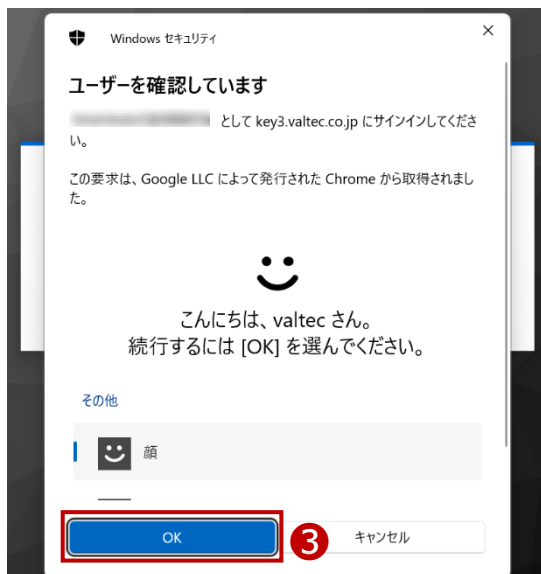 Windows セキュリティ
ユーザーを確認しています
として key3.valtec.co.jp にサインインしてくださ
い。
この要求は、Google LLC によって発行された Chrome から取得されまし
た。
こんにちは、valtec さん。
続行するには [OK] を選んでください。
その他
顔
OK
3
キャンセル